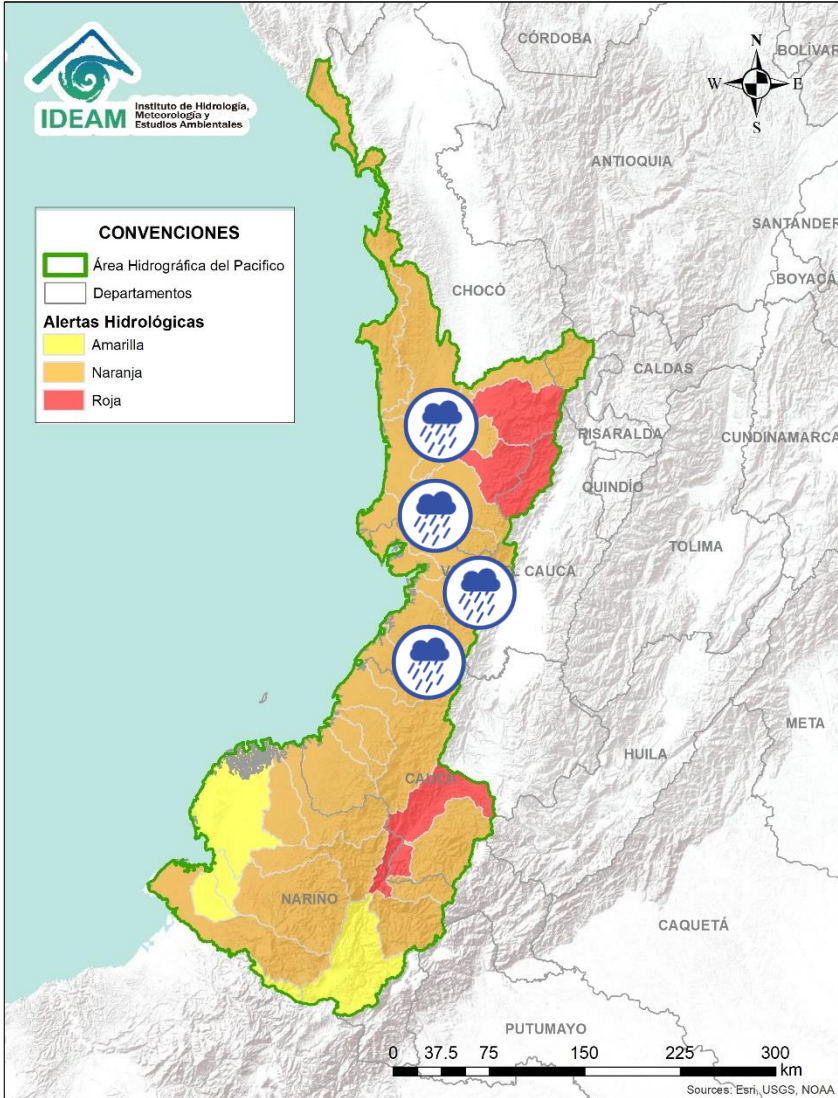 IDEAM
Instituto de Hidrología,
Meteorología y
Estudios Ambientales
CONVENCIONES
Área Hidrográfica del Pacifico
Departamentos
Alertas Hidrológicas
Amarilla
Naranja
Roja
N
W
E
S
CÓRDOBA
BOLÍVAR
ANTIOQUIA
SANTANDER
BOYACÁ
CHOCÓ
CALDAS
RISARALDA
CUNDINAMARCA
QUINDÍO
TOLIMA
CAUCA
META
HUILA
CAUCA
NARIÑO
CAQUETÁ
PUTUMAYO
0 37.5 75 150 225 300
km
Sources: Esri, USGS, NOAA